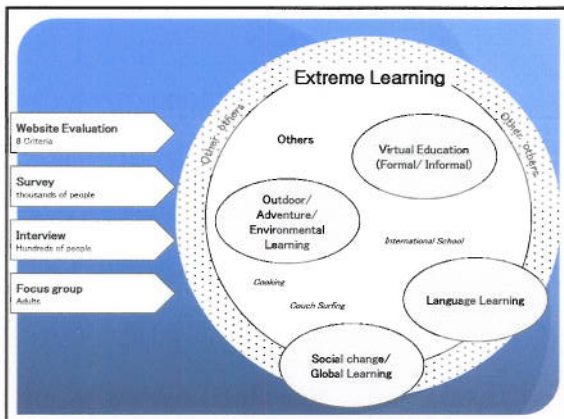 Extreme Learning
Website Evaluation
8 Criteria
Survey
thousands of people
Interview
Hundreds of people
Focus group
Adults
Other others
Others
Other others
Virtual Education
(Formal/ Informal)
Outdoor/
Adventure/
Environmental
Learning
International School
Cooking
Couch Surfing
Language Learning
Social change/
Global Learning